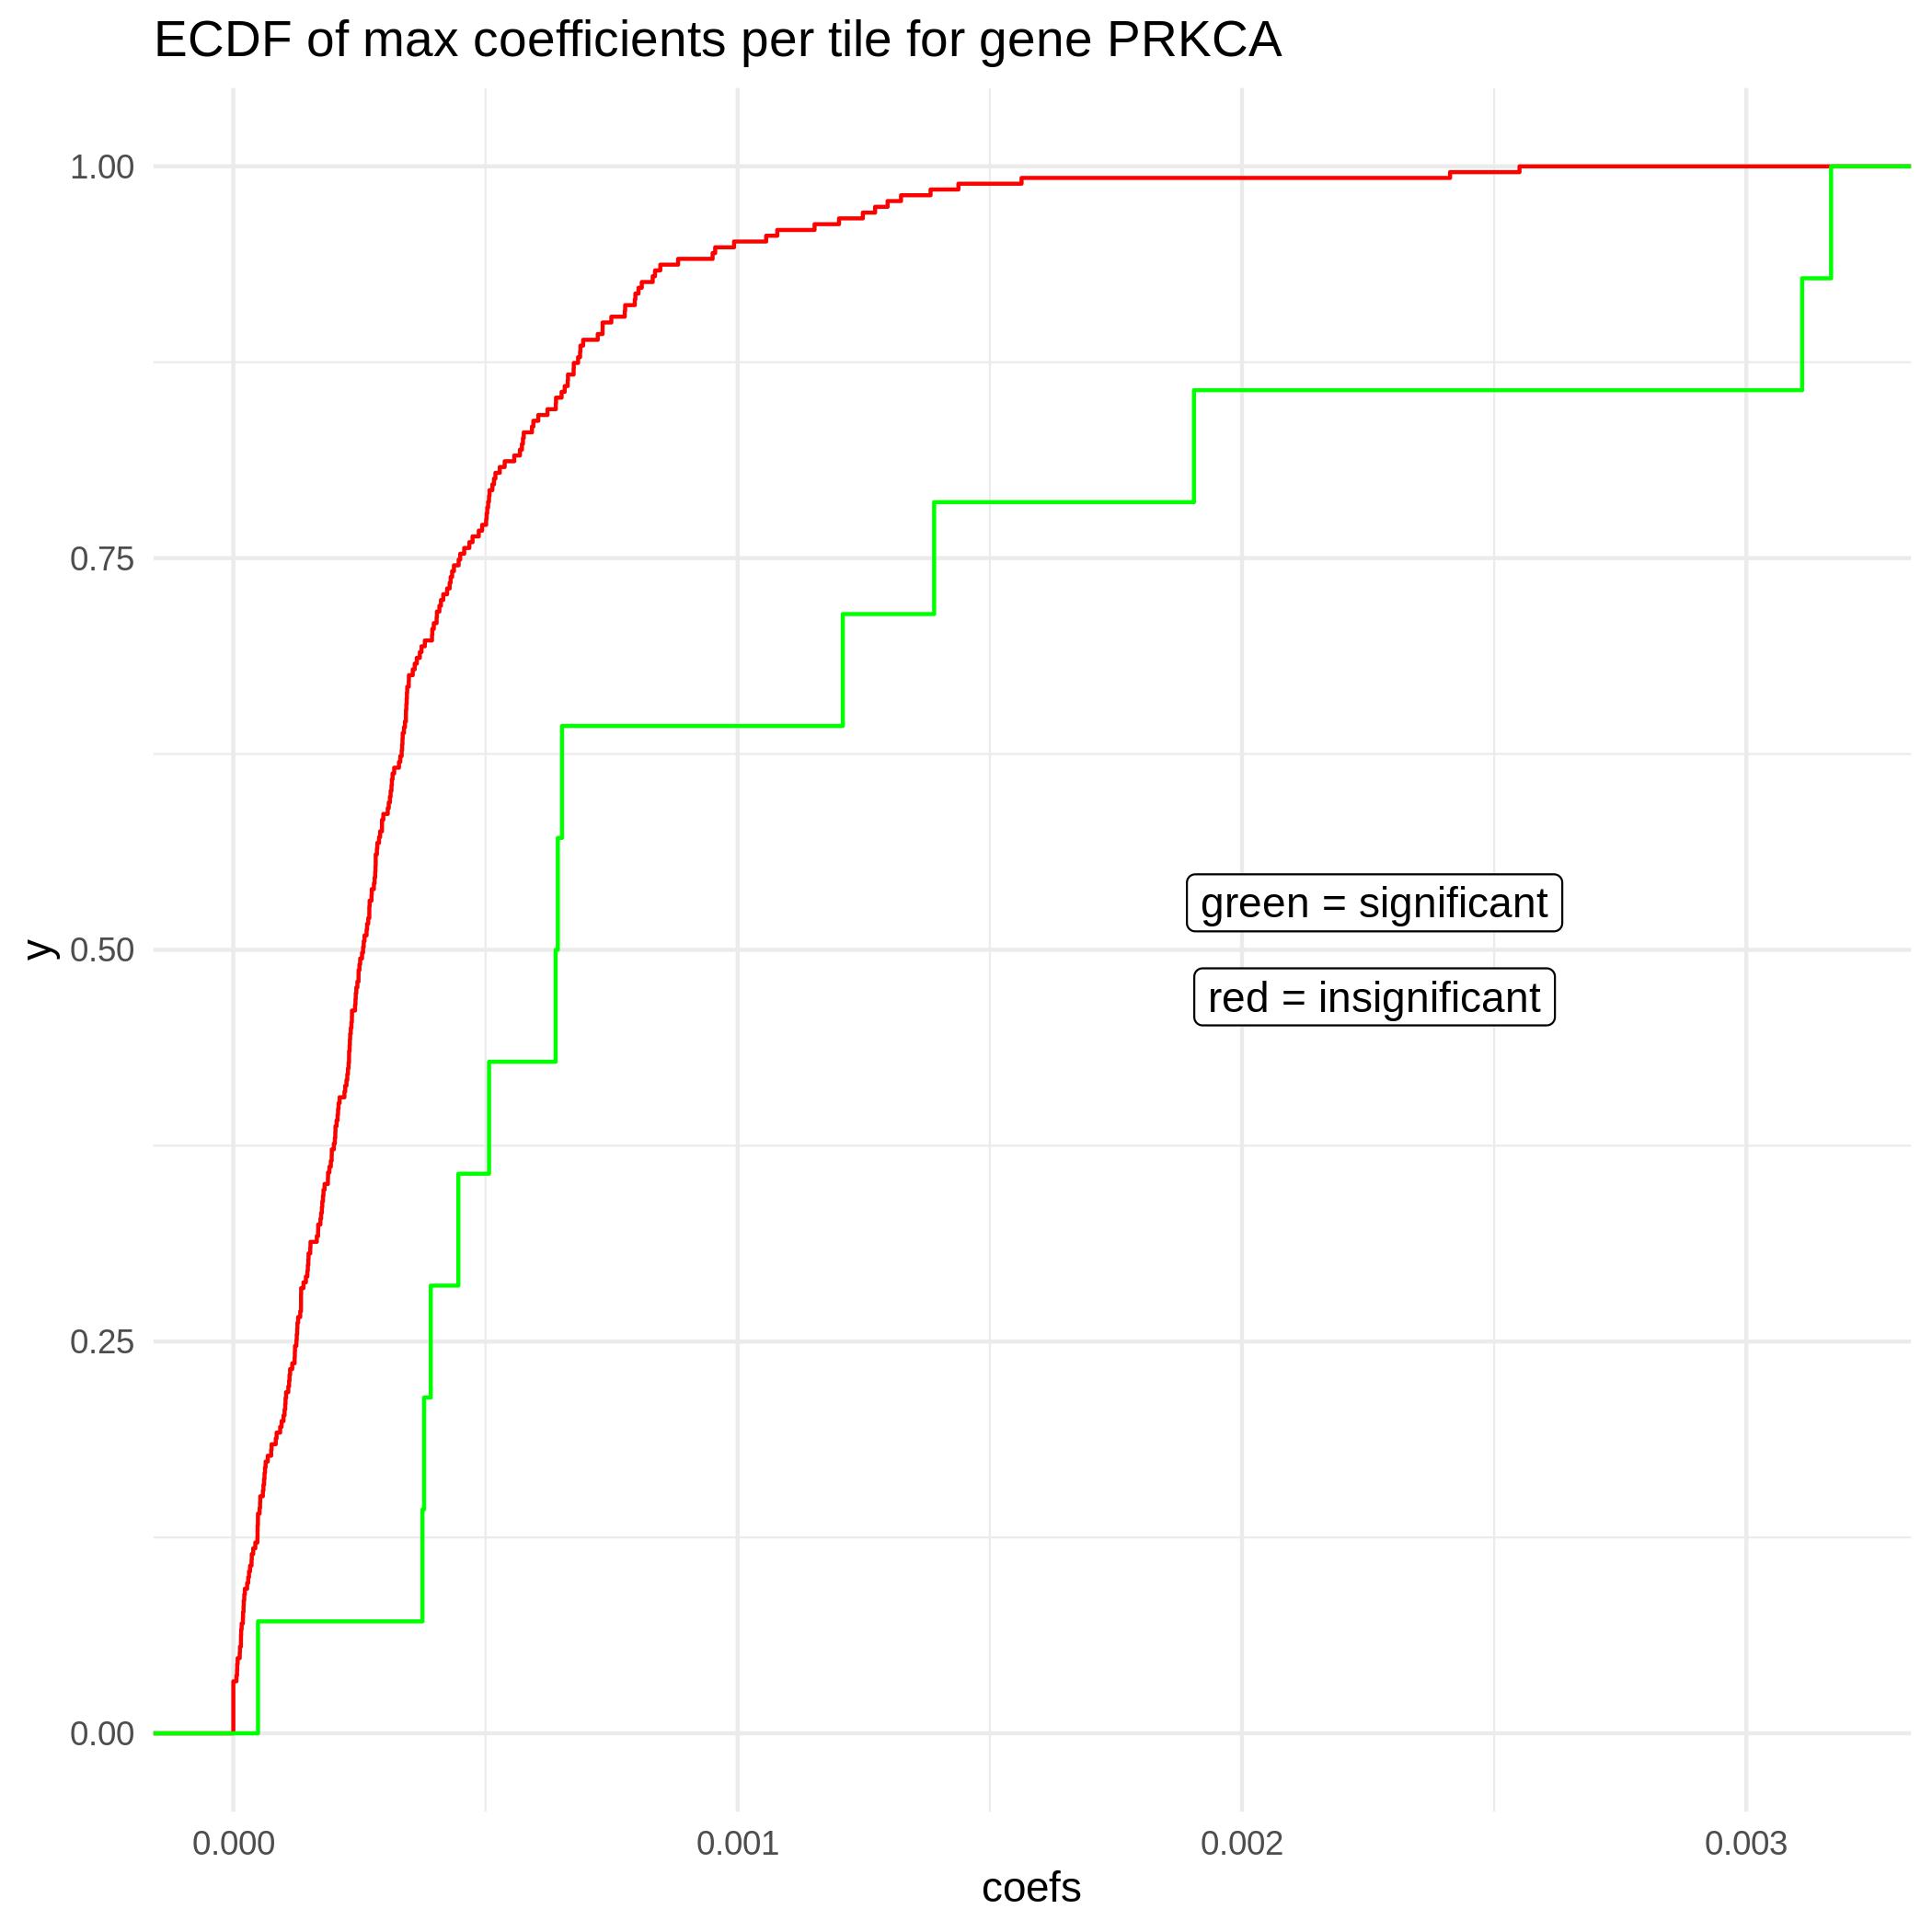 ECDF of max coefficients per tile for gene PRKCA
1.00
0.75
0.50
0.25
0.00
y
green = significant
red = insignificant
0.000 0.001 0.002 0.003
coefs